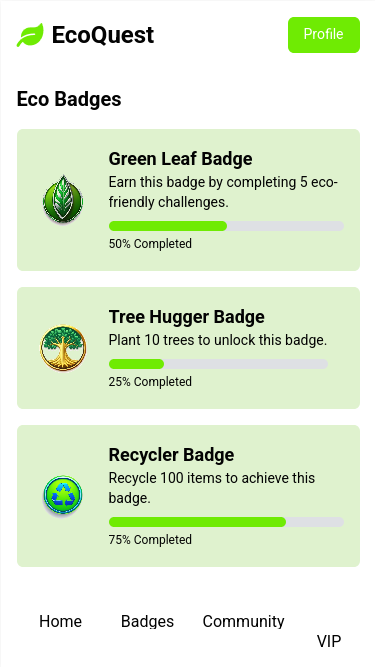 EcoQuest
Profile
Eco Badges
Green Leaf Badge
Earn this badge by completing 5 eco-
friendly challenges.
50% Completed
Tree Hugger Badge
Plant 10 trees to unlock this badge.
25% Completed
Recycler Badge
Recycle 100 items to achieve this
badge.
75% Completed
Home Badges Community
VIP